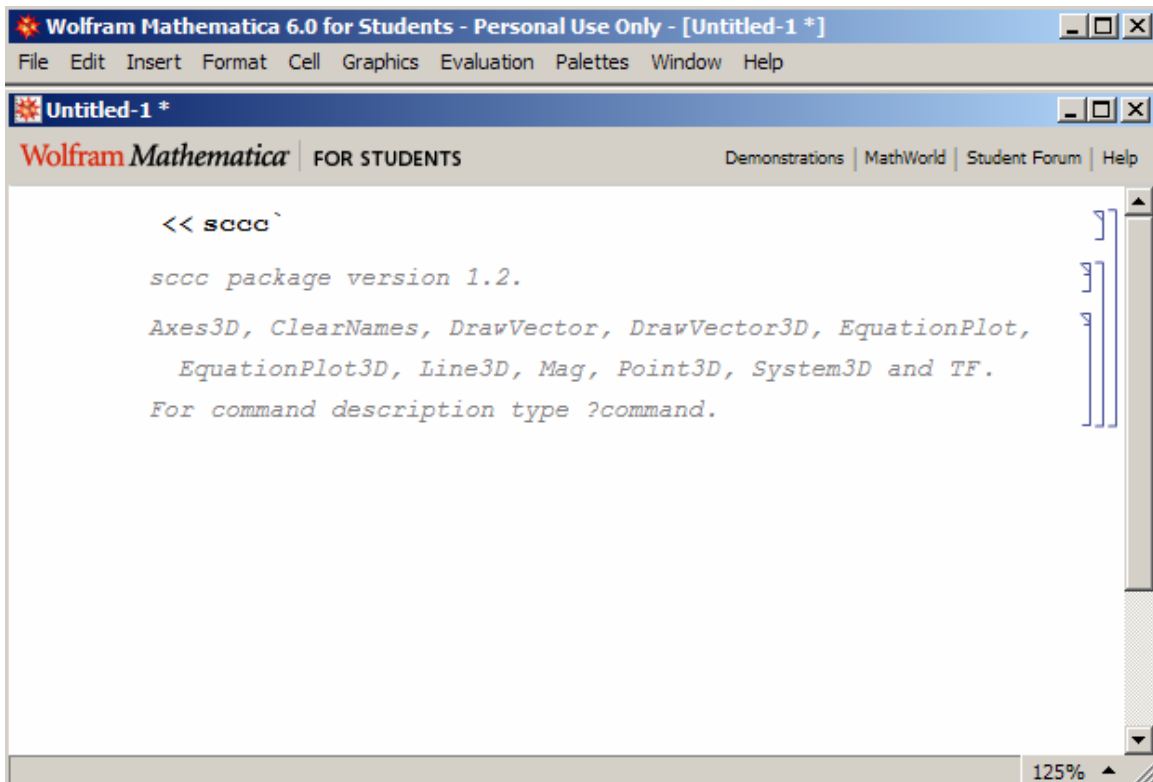 Wolfram Mathematica 6.0 for Students - Personal Use Only - [Untitled-1 *]
File Edit Insert Format Cell Graphics Evaluation Palettes Window Help
Untitled-1 *
Wolfram Mathematica FOR STUDENTS Demonstrations | MathWorld | Student Forum | Help
<< sccc`
sccc package version 1.2.
Axes3D, ClearNames, DrawVector, DrawVector3D, EquationPlot,
EquationPlot3D, Line3D, Mag, Point3D, System3D and TF.
For command description type ?command.
125%